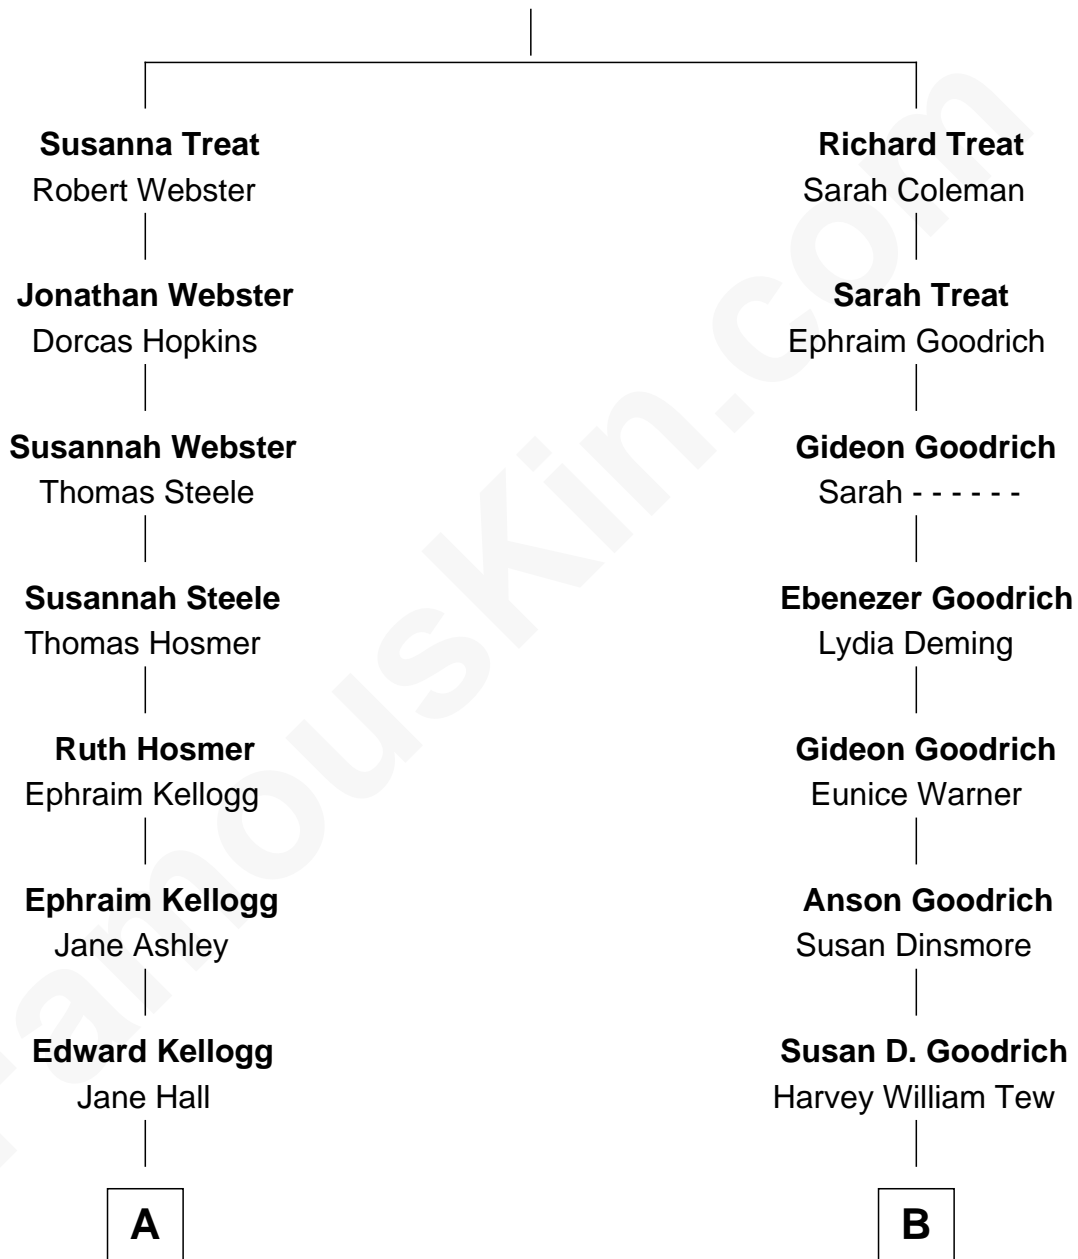 Susanna Treat
Robert Webster
Jonathan Webster
Dorcas Hopkins
Susannah Webster
Thomas Steele
Susannah Steele
Thomas Hosmer
Ruth Hosmer
Ephraim Kellogg
Ephraim Kellogg
Jane Ashley
Edward Kellogg
Jane Hall
A
Richard Treat
Sarah Coleman
Sarah Treat
Ephraim Goodrich
Gideon Goodrich
Sarah - - - - - -
Ebenezer Goodrich
Lydia Deming
Gideon Goodrich
Eunice Warner
Anson Goodrich
Susan Dinsmore
Susan D. Goodrich
Harvey William Tew
B
FamousKin.com